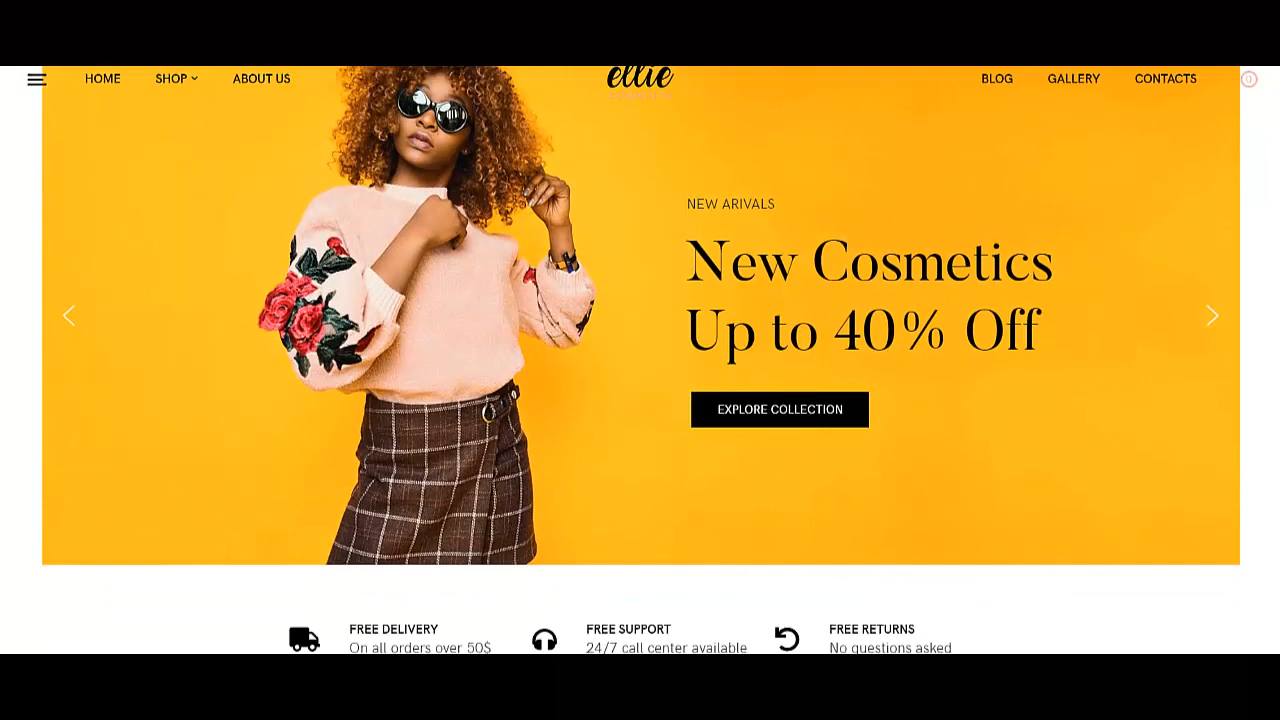 HOME SHOP ABOUT US ellie BLOG GALLERY CONTACTS 0
NEW ARIVALS
New Cosmetics
Up to 40% Off
EXPLORE COLLECTION
FREE DELIVERY FREE SUPPORT FREE RETURNS
On all orders over 50$ 24/7 call center available No questions asked